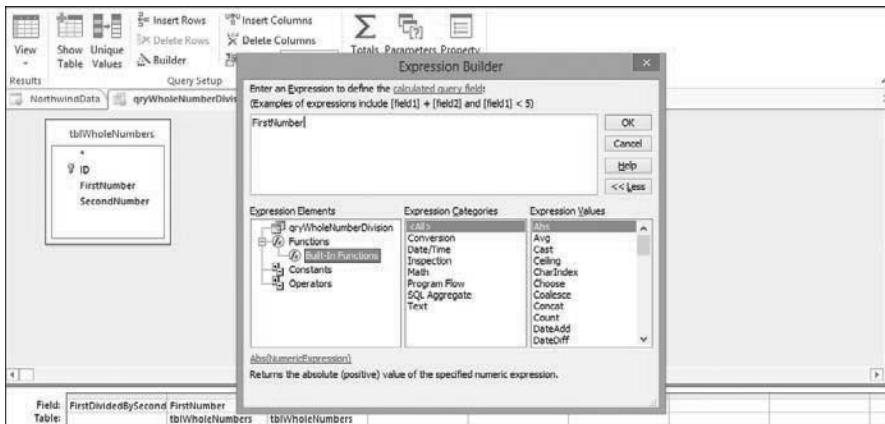 View
Results
Show Table
Unique Values
Insert Rows
Delete Rows
Builder
Insert Columns
Delete Columns
Query Setup
Totals Parameters Property
NorthwindData
qryWholeNumberDivis
tblWholeNumbers
*
ID
FirstNumber
SecondNumber
Expression Builder
Enter an Expression to define the calculated query field:
(Examples of expressions include [field1] + [field2] and [field1] < 5)
FirstNumber
OK
Cancel
Help
<< Less
Expression Elements
qryWholeNumberDivision
Functions
Built-In Functions
Constants
Operators
Expression Categories
<All>
Conversion
Date/Time
Inspection
Math
Program Flow
SQL Aggregate
Text
Expression Values
Abs
Avg
Cast
Ceiling
CharIndex
Choose
Coalesce
Concat
Count
DateAdd
DateDiff
Abs(NumericExpression)
Returns the absolute (positive) value of the specified numeric expression.
Field: FirstDividedBySecond FirstNumber
Table: tblWholeNumbers tblWholeNumbers